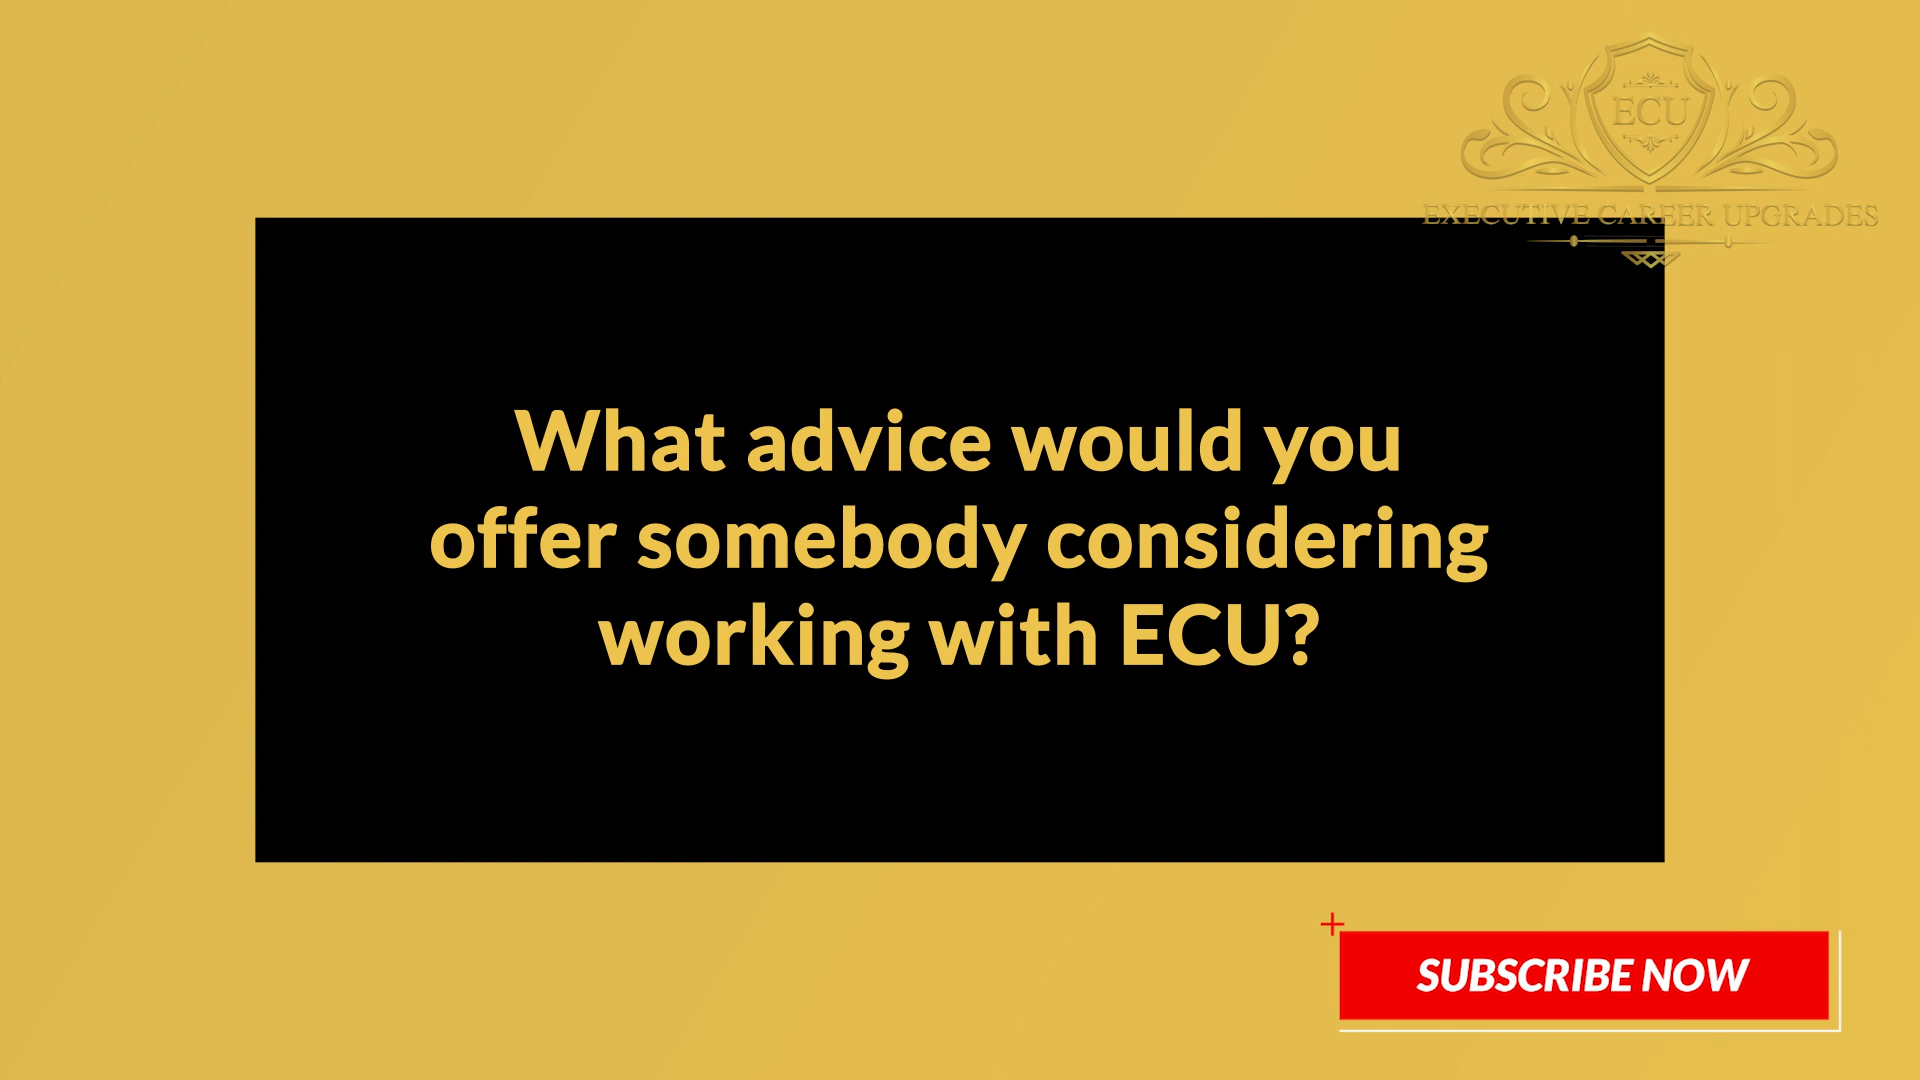 ECU
EXECUTIVE CAREER UPGRADES
What advice would you
offer somebody considering
working with ECU?
SUBSCRIBE NOW